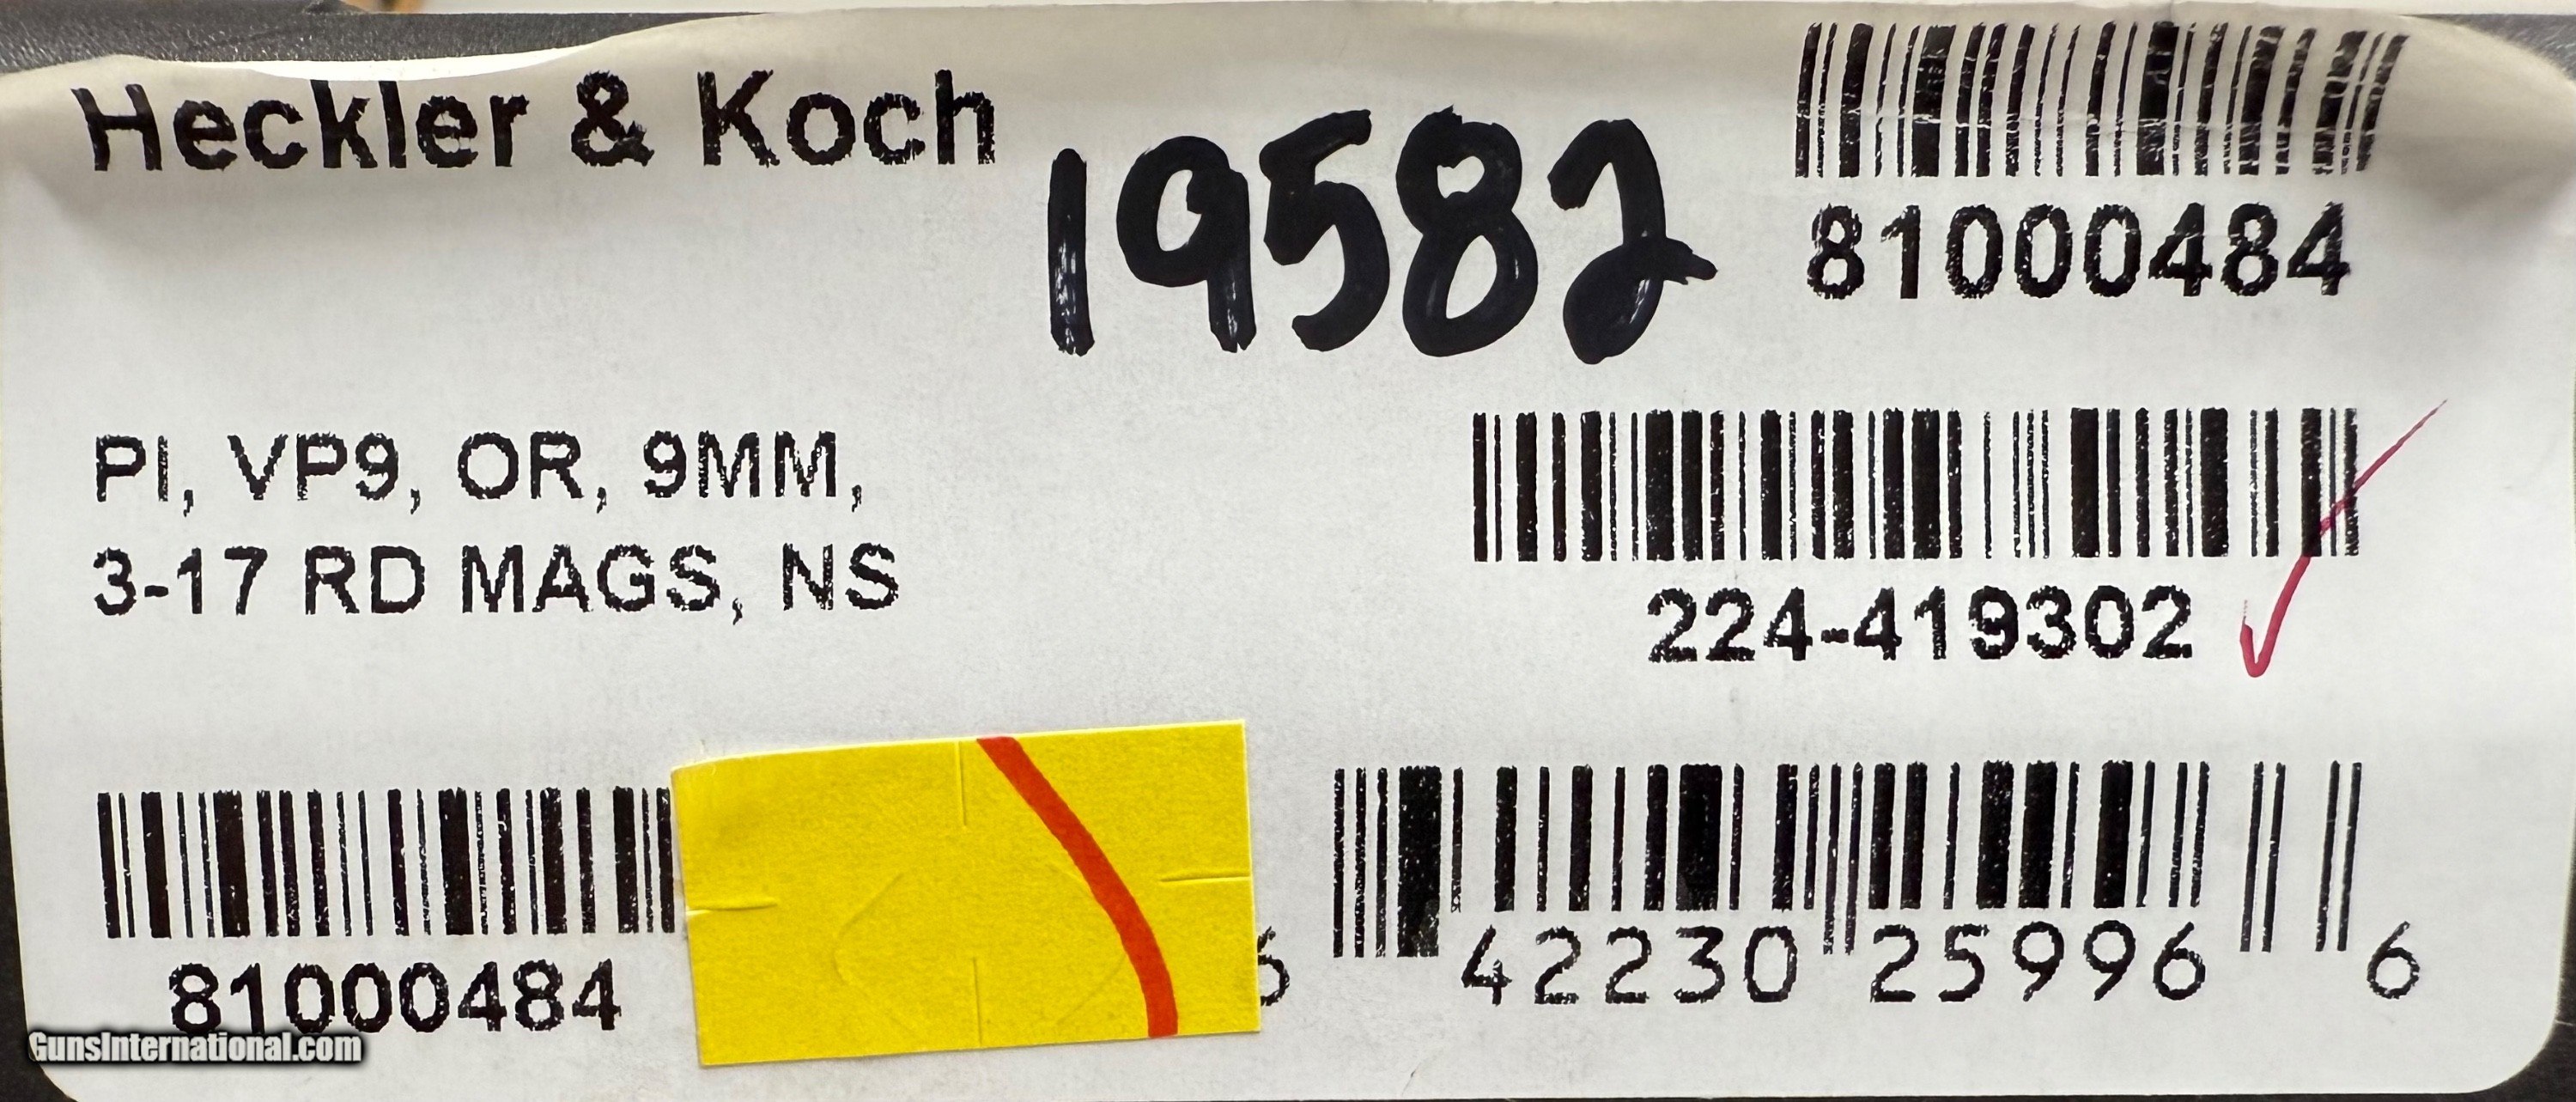 Heckler & Koch
19582
81000484
PI, VP9, OR, 9MM,
3-17 RD MAGS, NS
224-419302
81000484
42230 25996 6
GunsInternational.com